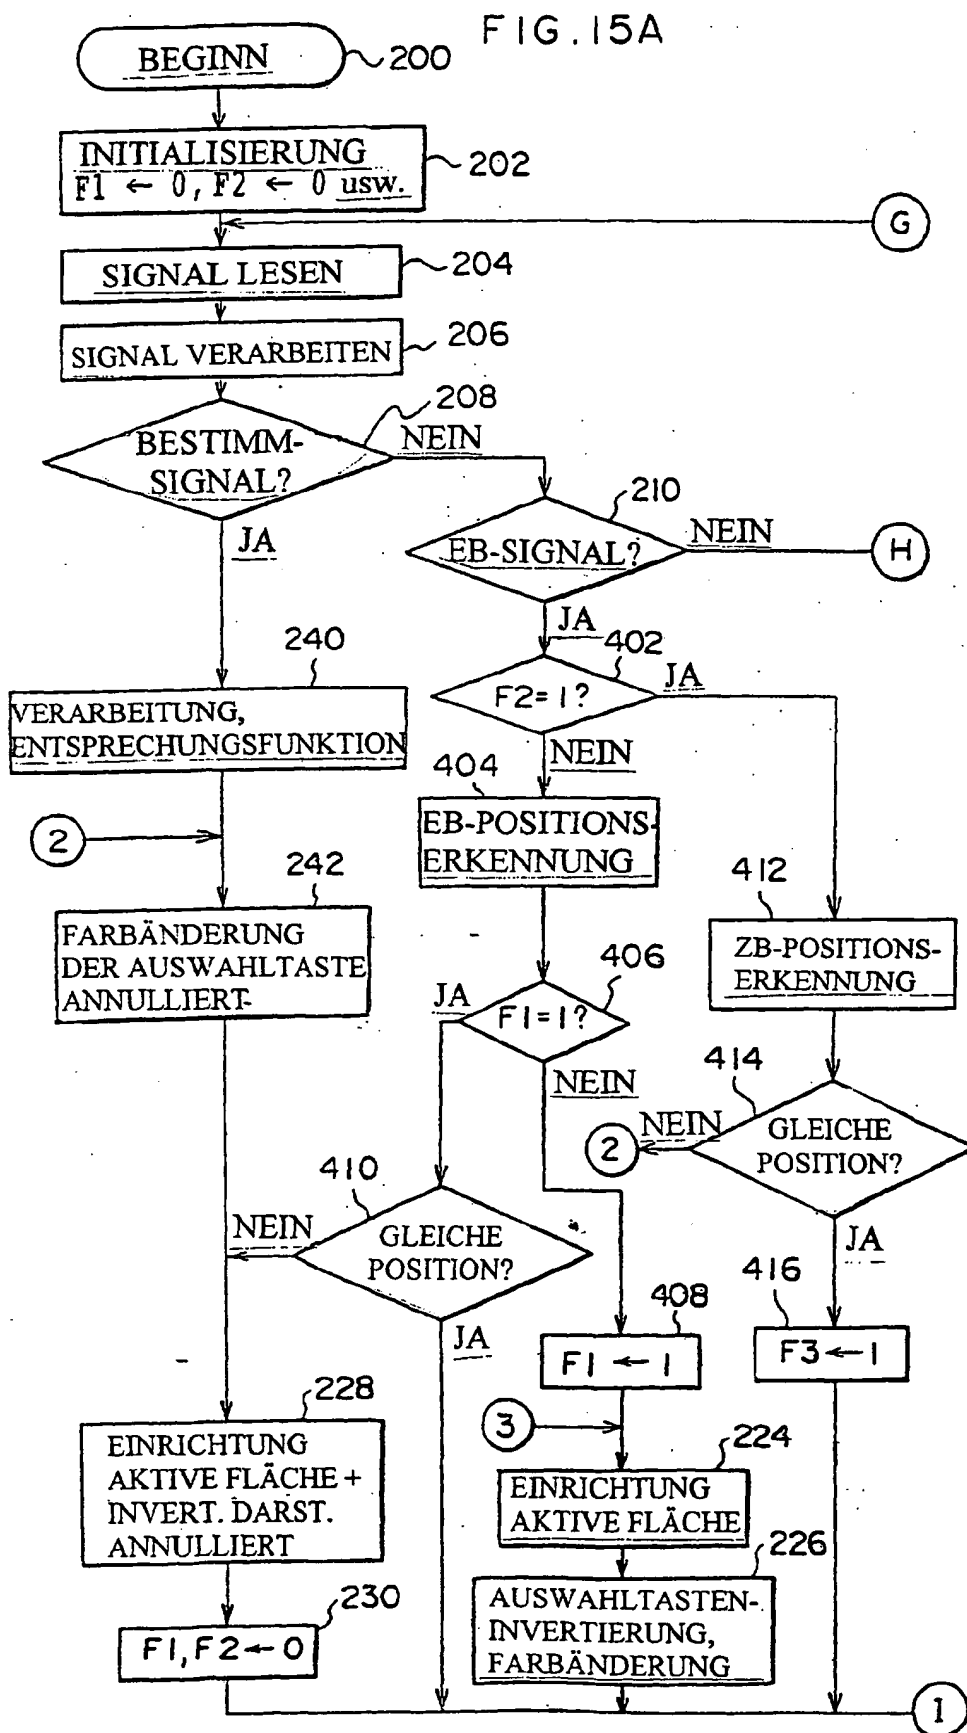 FIG.15A
BEGINN
200
INITIALISIERUNG
F1 ← 0, F2 ← 0 usw.
202
G
SIGNAL LESEN
204
SIGNAL VERARBEITEN
206
208
BESTIMM-
SIGNAL?
NEIN
JA
210
EB-SIGNAL?
NEIN
H
JA
402
F2=1?
JA
NEIN
240
VERARBEITUNG,
ENTSPRECHUNGSFUNKTION
404
EB-POSITIONS-
ERKENNUNG
2
242
FARBÄNDERUNG
DER AUSWAHLTASTE
ANNULLIERT
412
ZB-POSITIONS-
ERKENNUNG
406
F1=1?
JA
NEIN
414
GLEICHE
POSITION?
NEIN
2
JA
410
GLEICHE
POSITION?
NEIN
JA
408
F1 ← 1
416
F3 ← 1
3
228
EINRICHTUNG
AKTIVE FLÄCHE +
INVERT. DARST.
ANNULLIERT
224
EINRICHTUNG
AKTIVE FLÄCHE
226
AUSWAHLTASTEN-
INVERTIERUNG,
FARBÄNDERUNG
230
F1, F2 ← 0
1